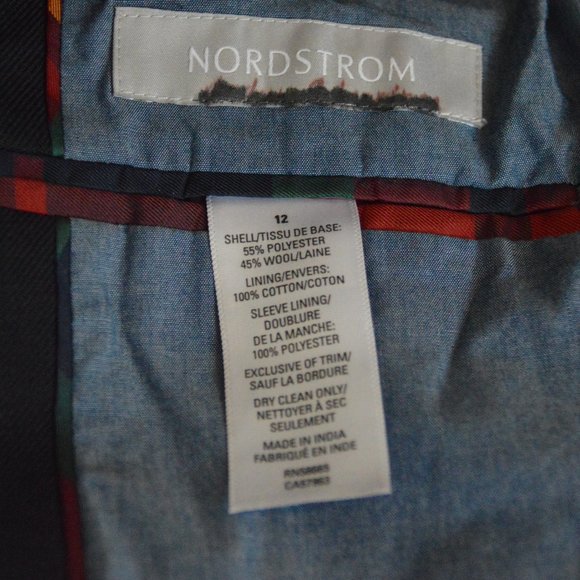 NORDSTROM
12
SHELL/TISSU DE BASE:
55% POLYESTER
45% WOOL/LAINE
LINING/ENVERS:
100% COTTON/COTON
SLEEVE LINING/
DOUBLURE
DE LA MANCHE:
100% POLYESTER
EXCLUSIVE OF TRIM/
SAUF LA BORDURE
DRY CLEAN ONLY/
NETTOYER À SEC
SEULEMENT
MADE IN INDIA
FABRIQUÉ EN INDE